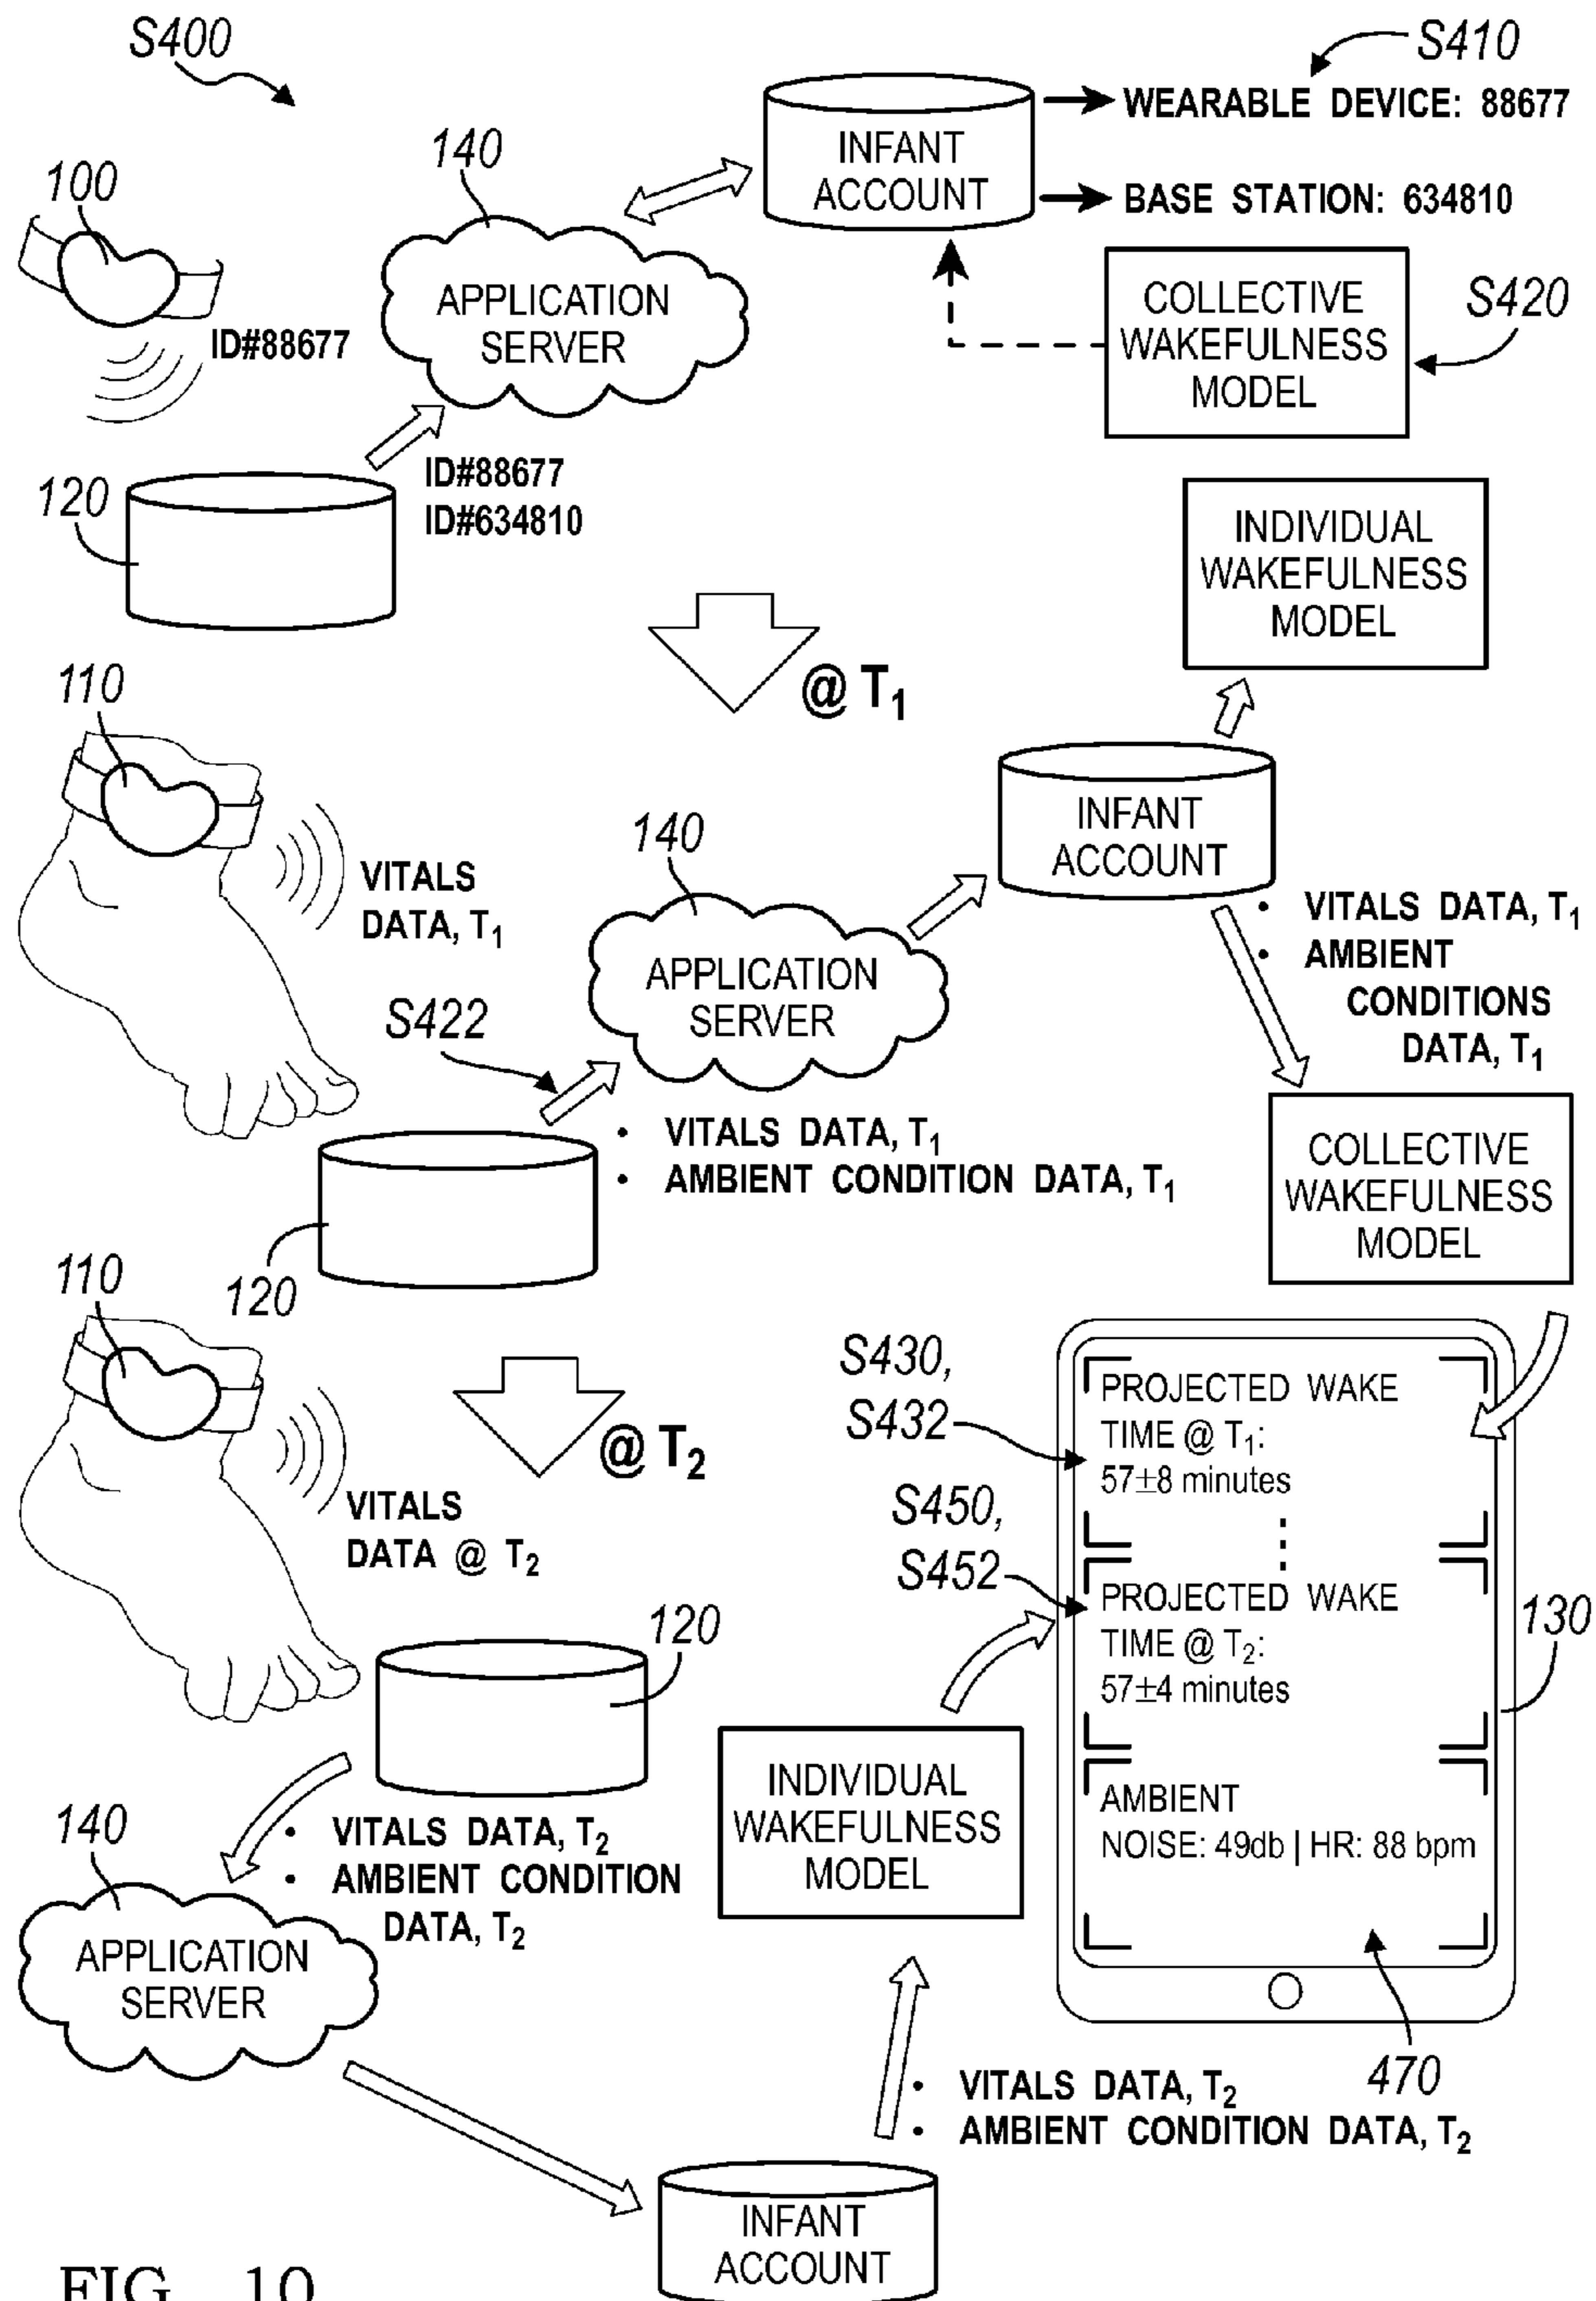 S400
S410
WEARABLE DEVICE: 88677
INFANT
ACCOUNT
BASE STATION: 634810
140
100
APPLICATION
SERVER
ID#88677
COLLECTIVE
WAKEFULNESS
MODEL
S420
120
ID#88677
ID#634810
INDIVIDUAL
WAKEFULNESS
MODEL
@ T₁
110
VITALS
DATA, T₁
140
INFANT
ACCOUNT
APPLICATION
SERVER
• VITALS DATA, T₁
• AMBIENT
CONDITIONS
DATA, T₁
S422
• VITALS DATA, T₁
• AMBIENT CONDITION DATA, T₁
120
COLLECTIVE
WAKEFULNESS
MODEL
110
@ T₂
VITALS
DATA @ T₂
S430,
S432
PROJECTED WAKE
TIME @ T₁:
57±8 minutes
⋮
S450,
S452
PROJECTED WAKE
TIME @ T₂:
57±4 minutes
130
120
AMBIENT
NOISE: 49db | HR: 88 bpm
470
INDIVIDUAL
WAKEFULNESS
MODEL
140
• VITALS DATA, T₂
• AMBIENT CONDITION
DATA, T₂
APPLICATION
SERVER
• VITALS DATA, T₂
• AMBIENT CONDITION DATA, T₂
INFANT
ACCOUNT
FIG. 10